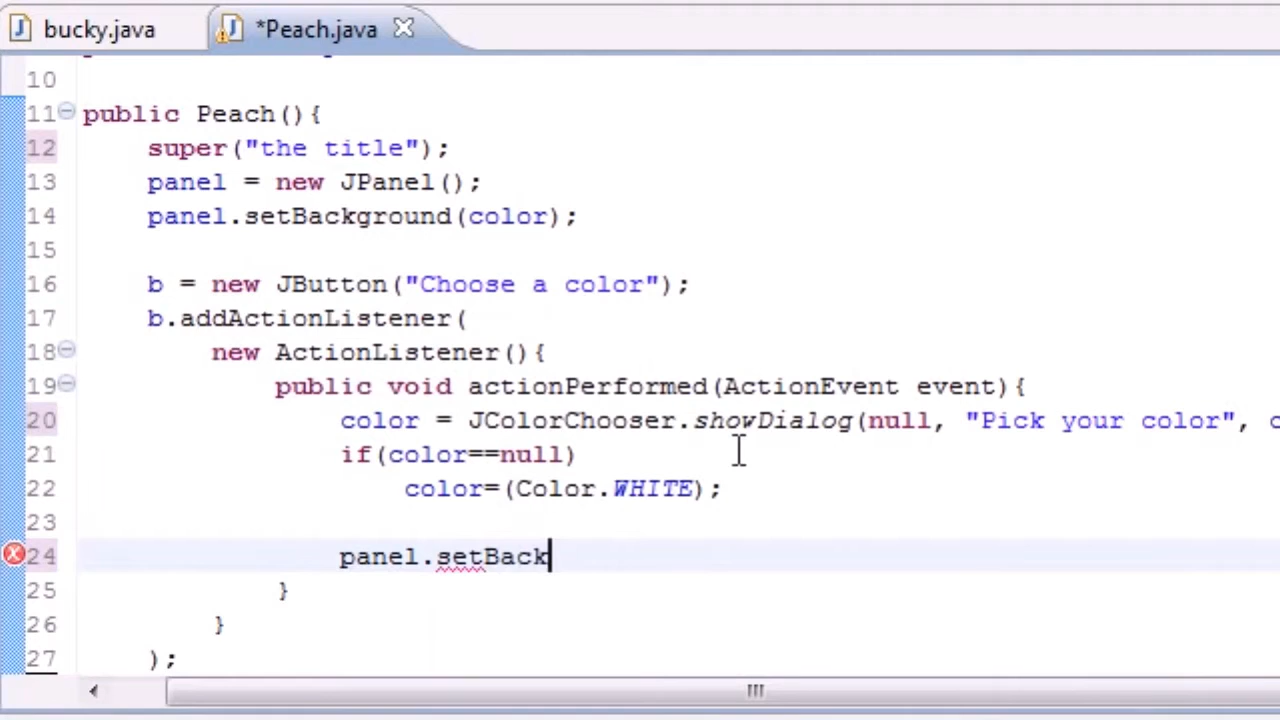 bucky.java
*Peach.java
10
11 public Peach(){
12 super("the title");
13 panel = new JPanel();
14 panel.setBackground(color);
15
16 b = new JButton("Choose a color");
17 b.addActionListener(
18 new ActionListener(){
19 public void actionPerformed(ActionEvent event){
20 color = JColorChooser.showDialog(null, "Pick your color", c
21 if(color==null)
22 color=(Color.WHITE);
23
24 panel.setBack
25 }
26 }
27 );